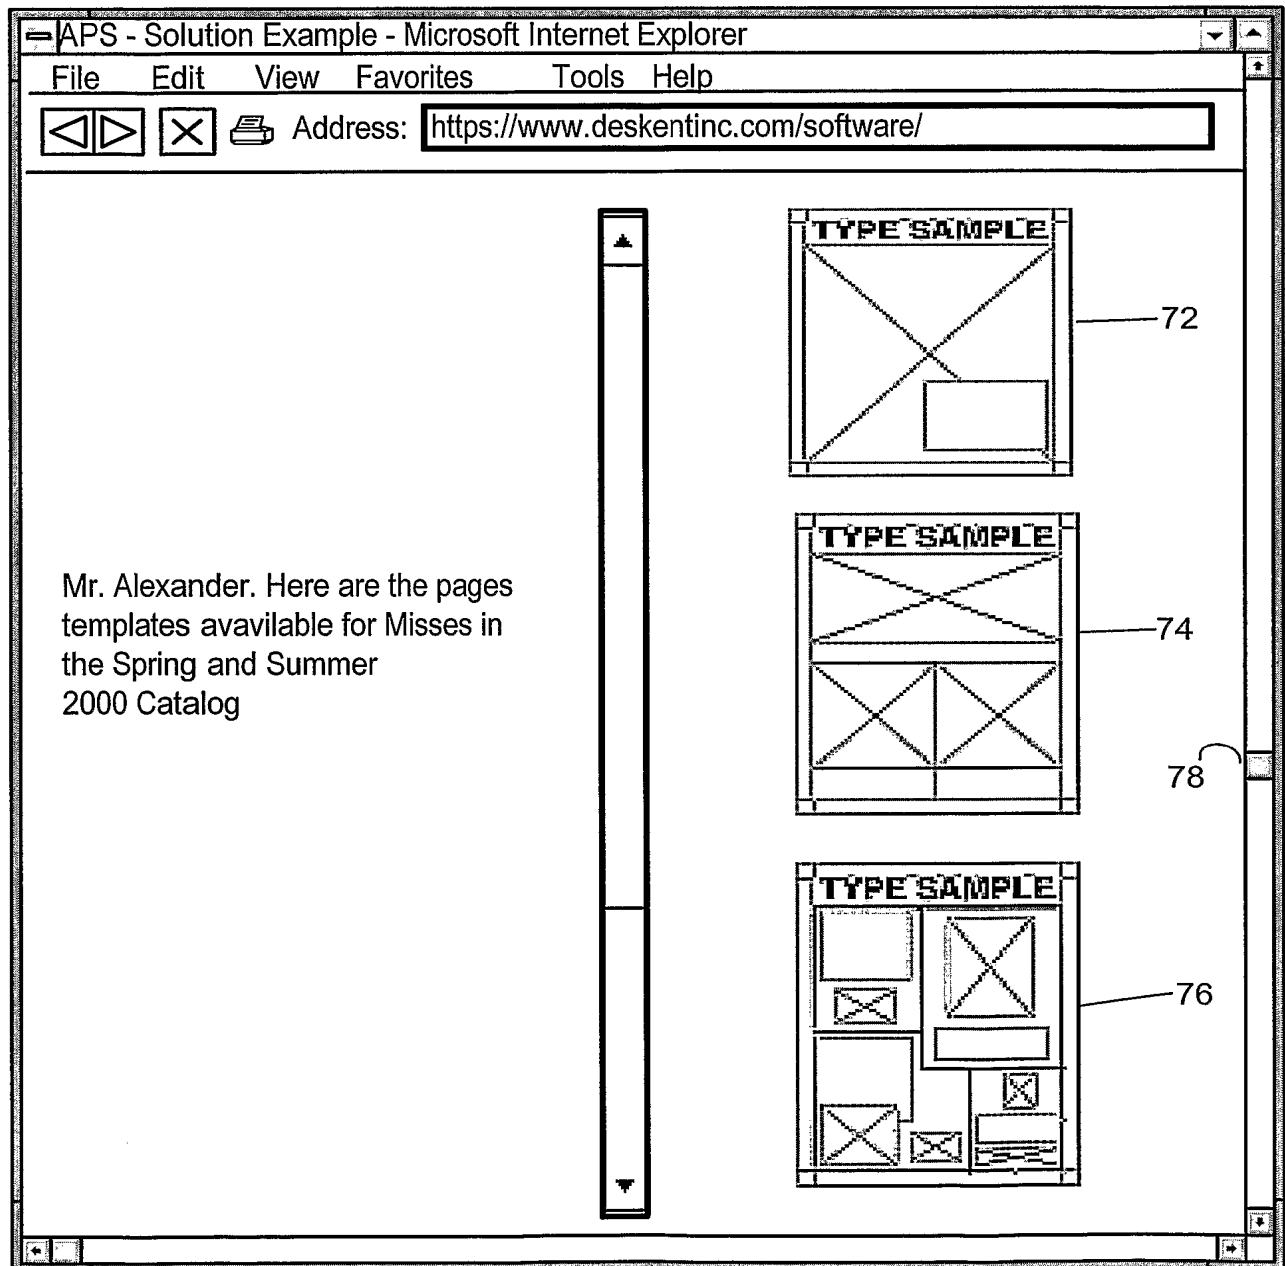 APS - Solution Example - Microsoft Internet Explorer
File Edit View Favorites Tools Help
Address: https://www.deskentinc.com/software/
TYPE SAMPLE
72
TYPE SAMPLE
Mr. Alexander. Here are the pages
templates avavilable for Misses in
the Spring and Summer
2000 Catalog
74
78
TYPE SAMPLE
76